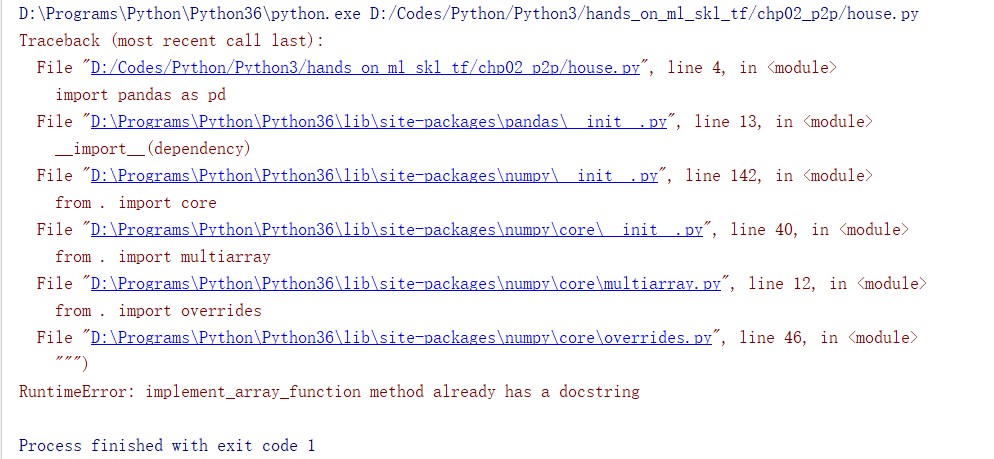 D:\Programs\Python\Python36\python.exe D:/Codes/Python/Python3/hands_on_ml_skl_tf/chp02_p2p/house.py
Traceback (most recent call last):
  File "D:/Codes/Python/Python3/hands_on_ml_skl_tf/chp02_p2p/house.py", line 4, in <module>
    import pandas as pd
  File "D:\Programs\Python\Python36\lib\site-packages\pandas\__init__.py", line 13, in <module>
    __import__(dependency)
  File "D:\Programs\Python\Python36\lib\site-packages\numpy\__init__.py", line 142, in <module>
    from . import core
  File "D:\Programs\Python\Python36\lib\site-packages\numpy\core\__init__.py", line 40, in <module>
    from . import multiarray
  File "D:\Programs\Python\Python36\lib\site-packages\numpy\core\multiarray.py", line 12, in <module>
    from . import overrides
  File "D:\Programs\Python\Python36\lib\site-packages\numpy\core\overrides.py", line 46, in <module>
    """)
RuntimeError: implement_array_function method already has a docstring
Process finished with exit code 1